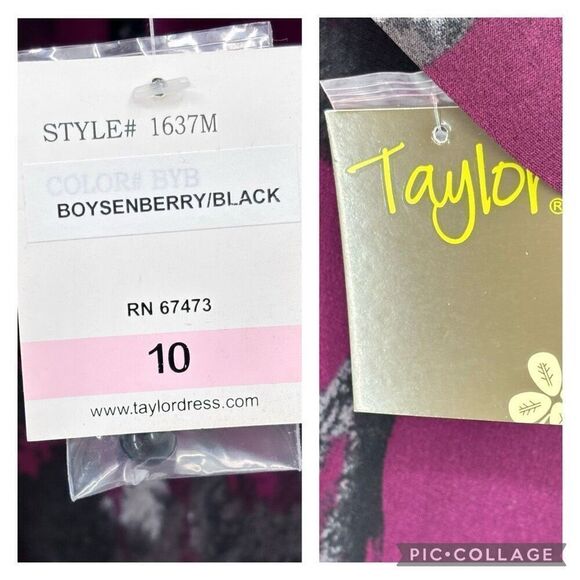 STYLE# 1637M
COLOR# BYB
BOYSENBERRY/BLACK
RN 67473
10
www.taylordress.com
Taylor®
PIC•COLLAGE